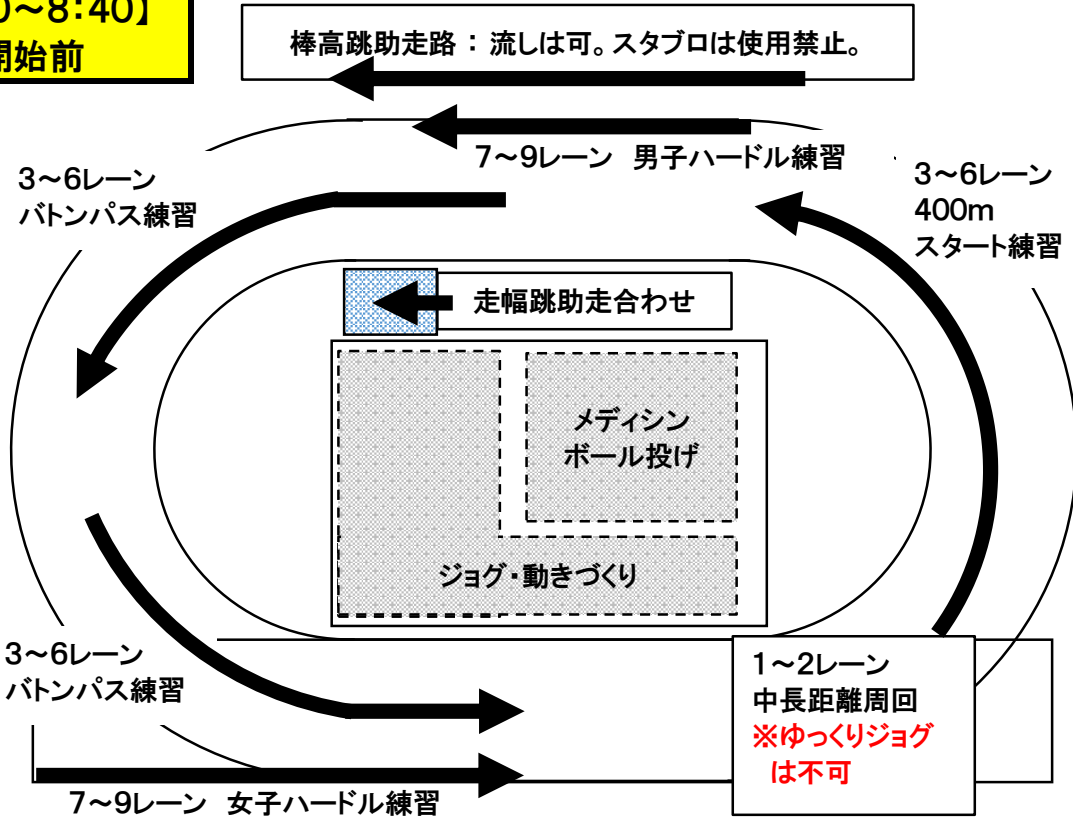 0～8:40】
開始前
棒高跳助走路：流しは可。スタブロは使用禁止。
7～9レーン　男子ハードル練習
3～6レーン
バトンパス練習
3～6レーン
400m
スタート練習
走幅跳助走合わせ
メディシン
ボール投げ
ジョグ・動きづくり
3～6レーン
バトンパス練習
1～2レーン
中長距離周回
※ゆっくりジョグ
は不可
7～9レーン　女子ハードル練習